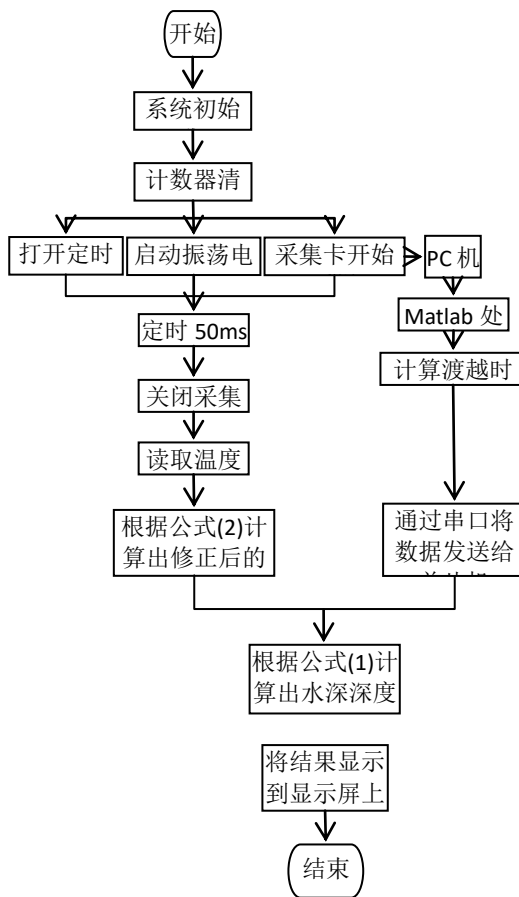 开始
系统初始
计数器清
打开定时
启动振荡电
采集卡开始
PC 机
定时 50ms
Matlab 处
关闭采集
计算渡越时
读取温度
根据公式(2)计
算出修正后的
通过串口将
数据发送给
根据公式(1)计
算出水深深度
将结果显示
到显示屏上
结束